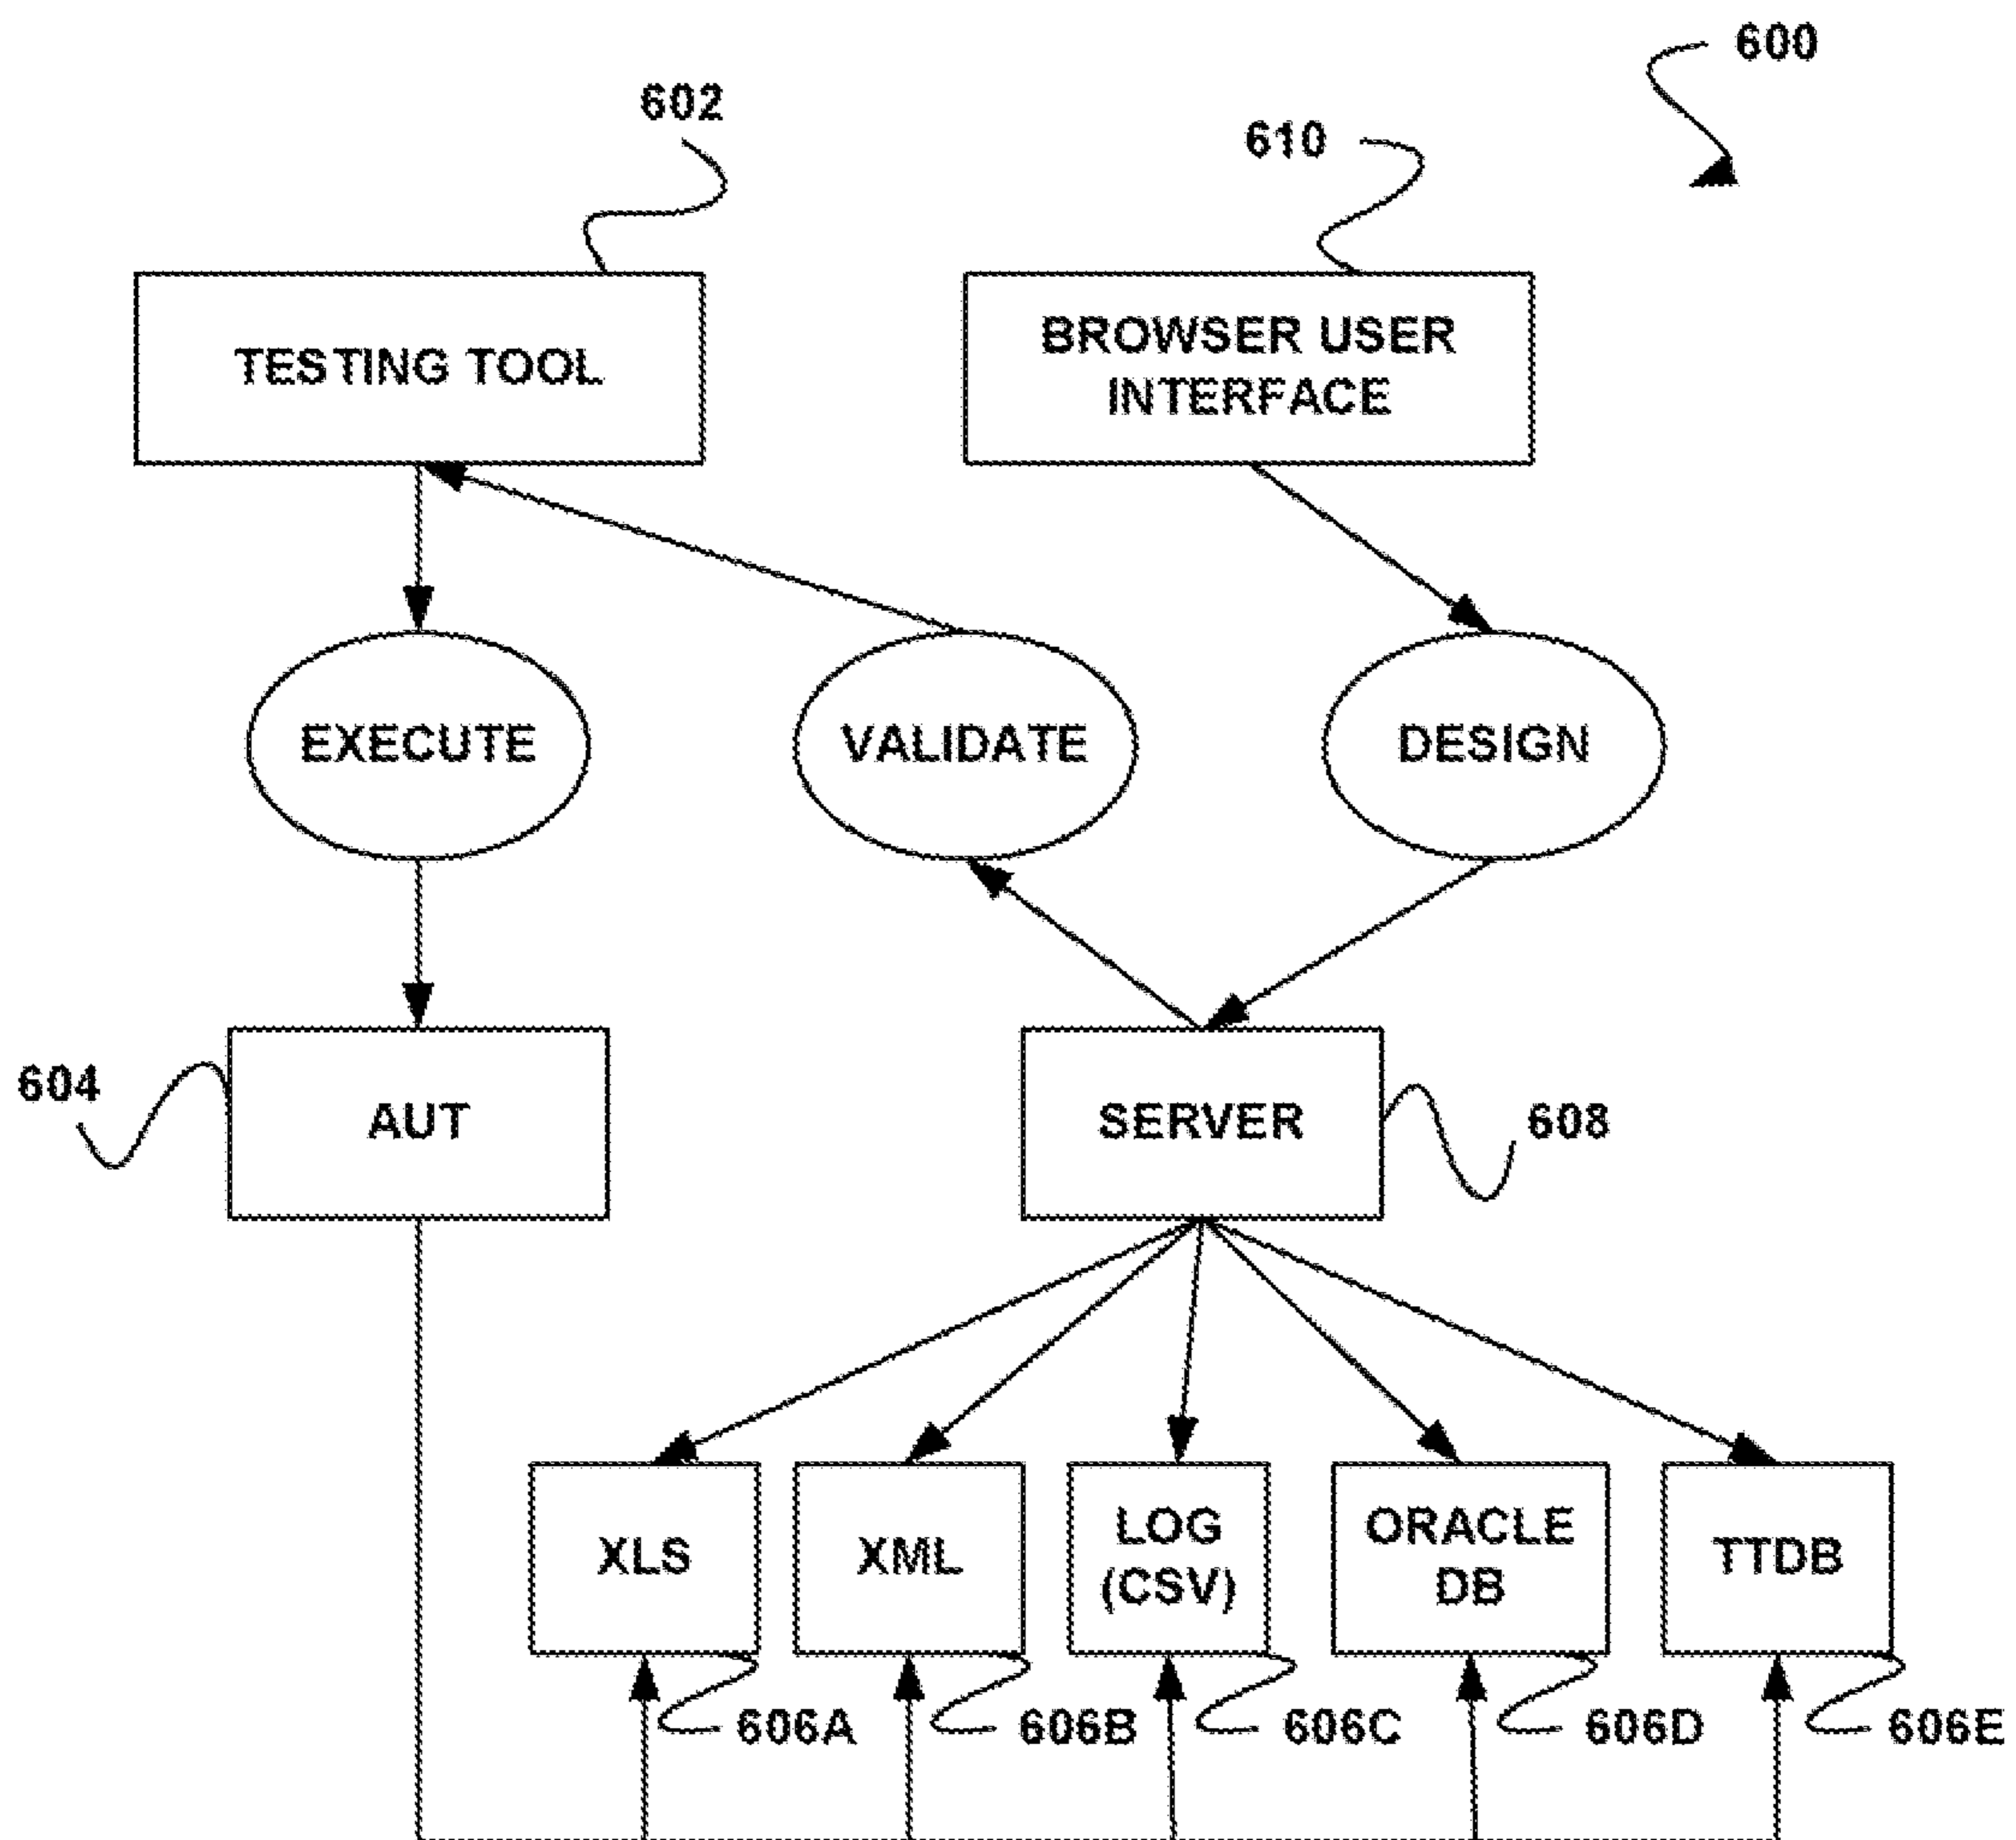 600
602
610
TESTING TOOL
BROWSER USER
INTERFACE
EXECUTE
VALIDATE
DESIGN
604
AUT
SERVER
608
XLS
XML
LOG
(CSV)
ORACLE
DB
TTDB
606A
606B
606C
606D
606E